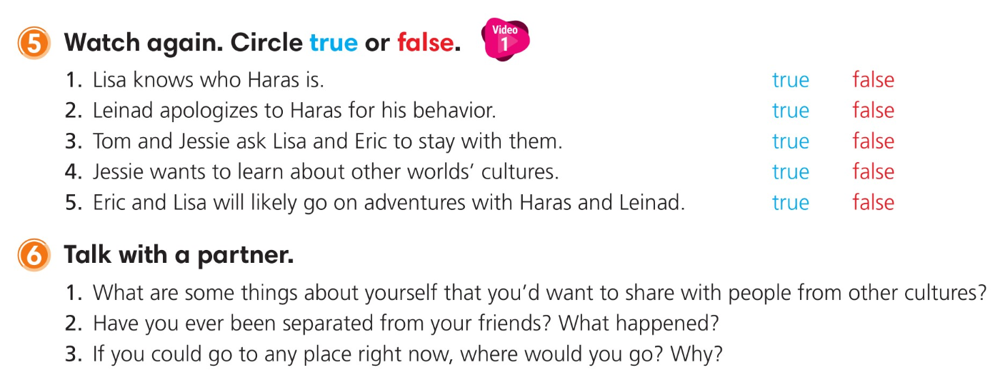 5 Watch again. Circle true or false. Video 1
1. Lisa knows who Haras is. true false
2. Leinad apologizes to Haras for his behavior. true false
3. Tom and Jessie ask Lisa and Eric to stay with them. true false
4. Jessie wants to learn about other worlds’ cultures. true false
5. Eric and Lisa will likely go on adventures with Haras and Leinad. true false
6 Talk with a partner.
1. What are some things about yourself that you’d want to share with people from other cultures?
2. Have you ever been separated from your friends? What happened?
3. If you could go to any place right now, where would you go? Why?